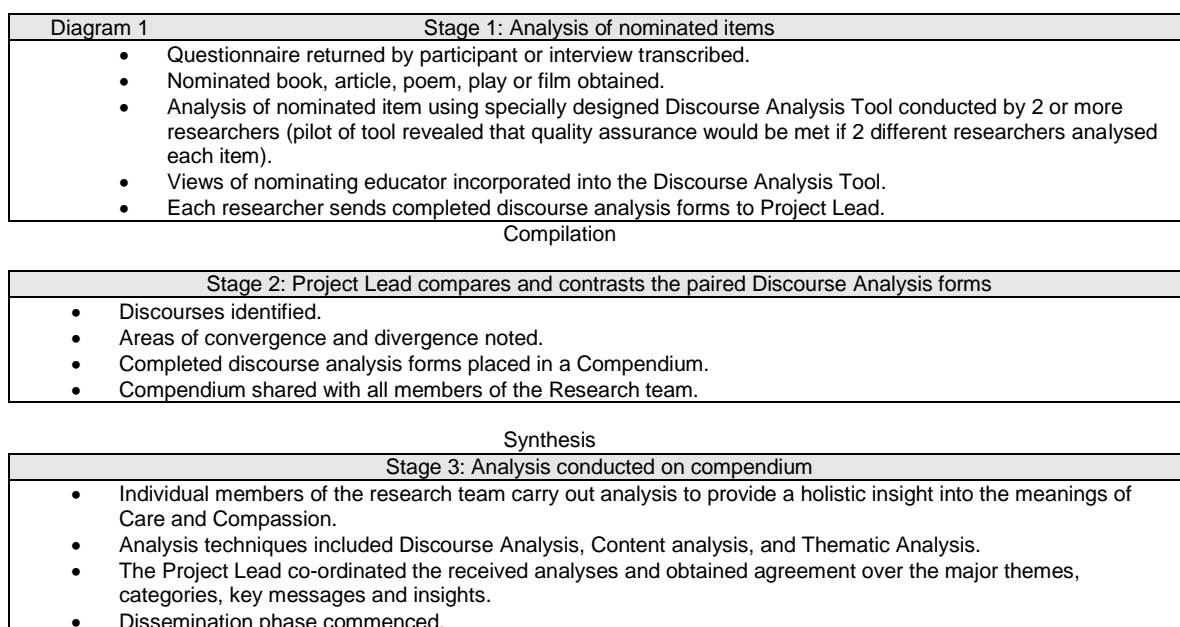 Diagram 1 Stage 1: Analysis of nominated items
• Questionnaire returned by participant or interview transcribed.
• Nominated book, article, poem, play or film obtained.
• Analysis of nominated item using specially designed Discourse Analysis Tool conducted by 2 or more
researchers (pilot of tool revealed that quality assurance would be met if 2 different researchers analysed
each item).
• Views of nominating educator incorporated into the Discourse Analysis Tool.
• Each researcher sends completed discourse analysis forms to Project Lead.
Compilation
Stage 2: Project Lead compares and contrasts the paired Discourse Analysis forms
• Discourses identified.
• Areas of convergence and divergence noted.
• Completed discourse analysis forms placed in a Compendium.
• Compendium shared with all members of the Research team.
Synthesis
Stage 3: Analysis conducted on compendium
• Individual members of the research team carry out analysis to provide a holistic insight into the meanings of
Care and Compassion.
• Analysis techniques included Discourse Analysis, Content analysis, and Thematic Analysis.
• The Project Lead co-ordinated the received analyses and obtained agreement over the major themes,
categories, key messages and insights.
• Dissemination phase commenced.